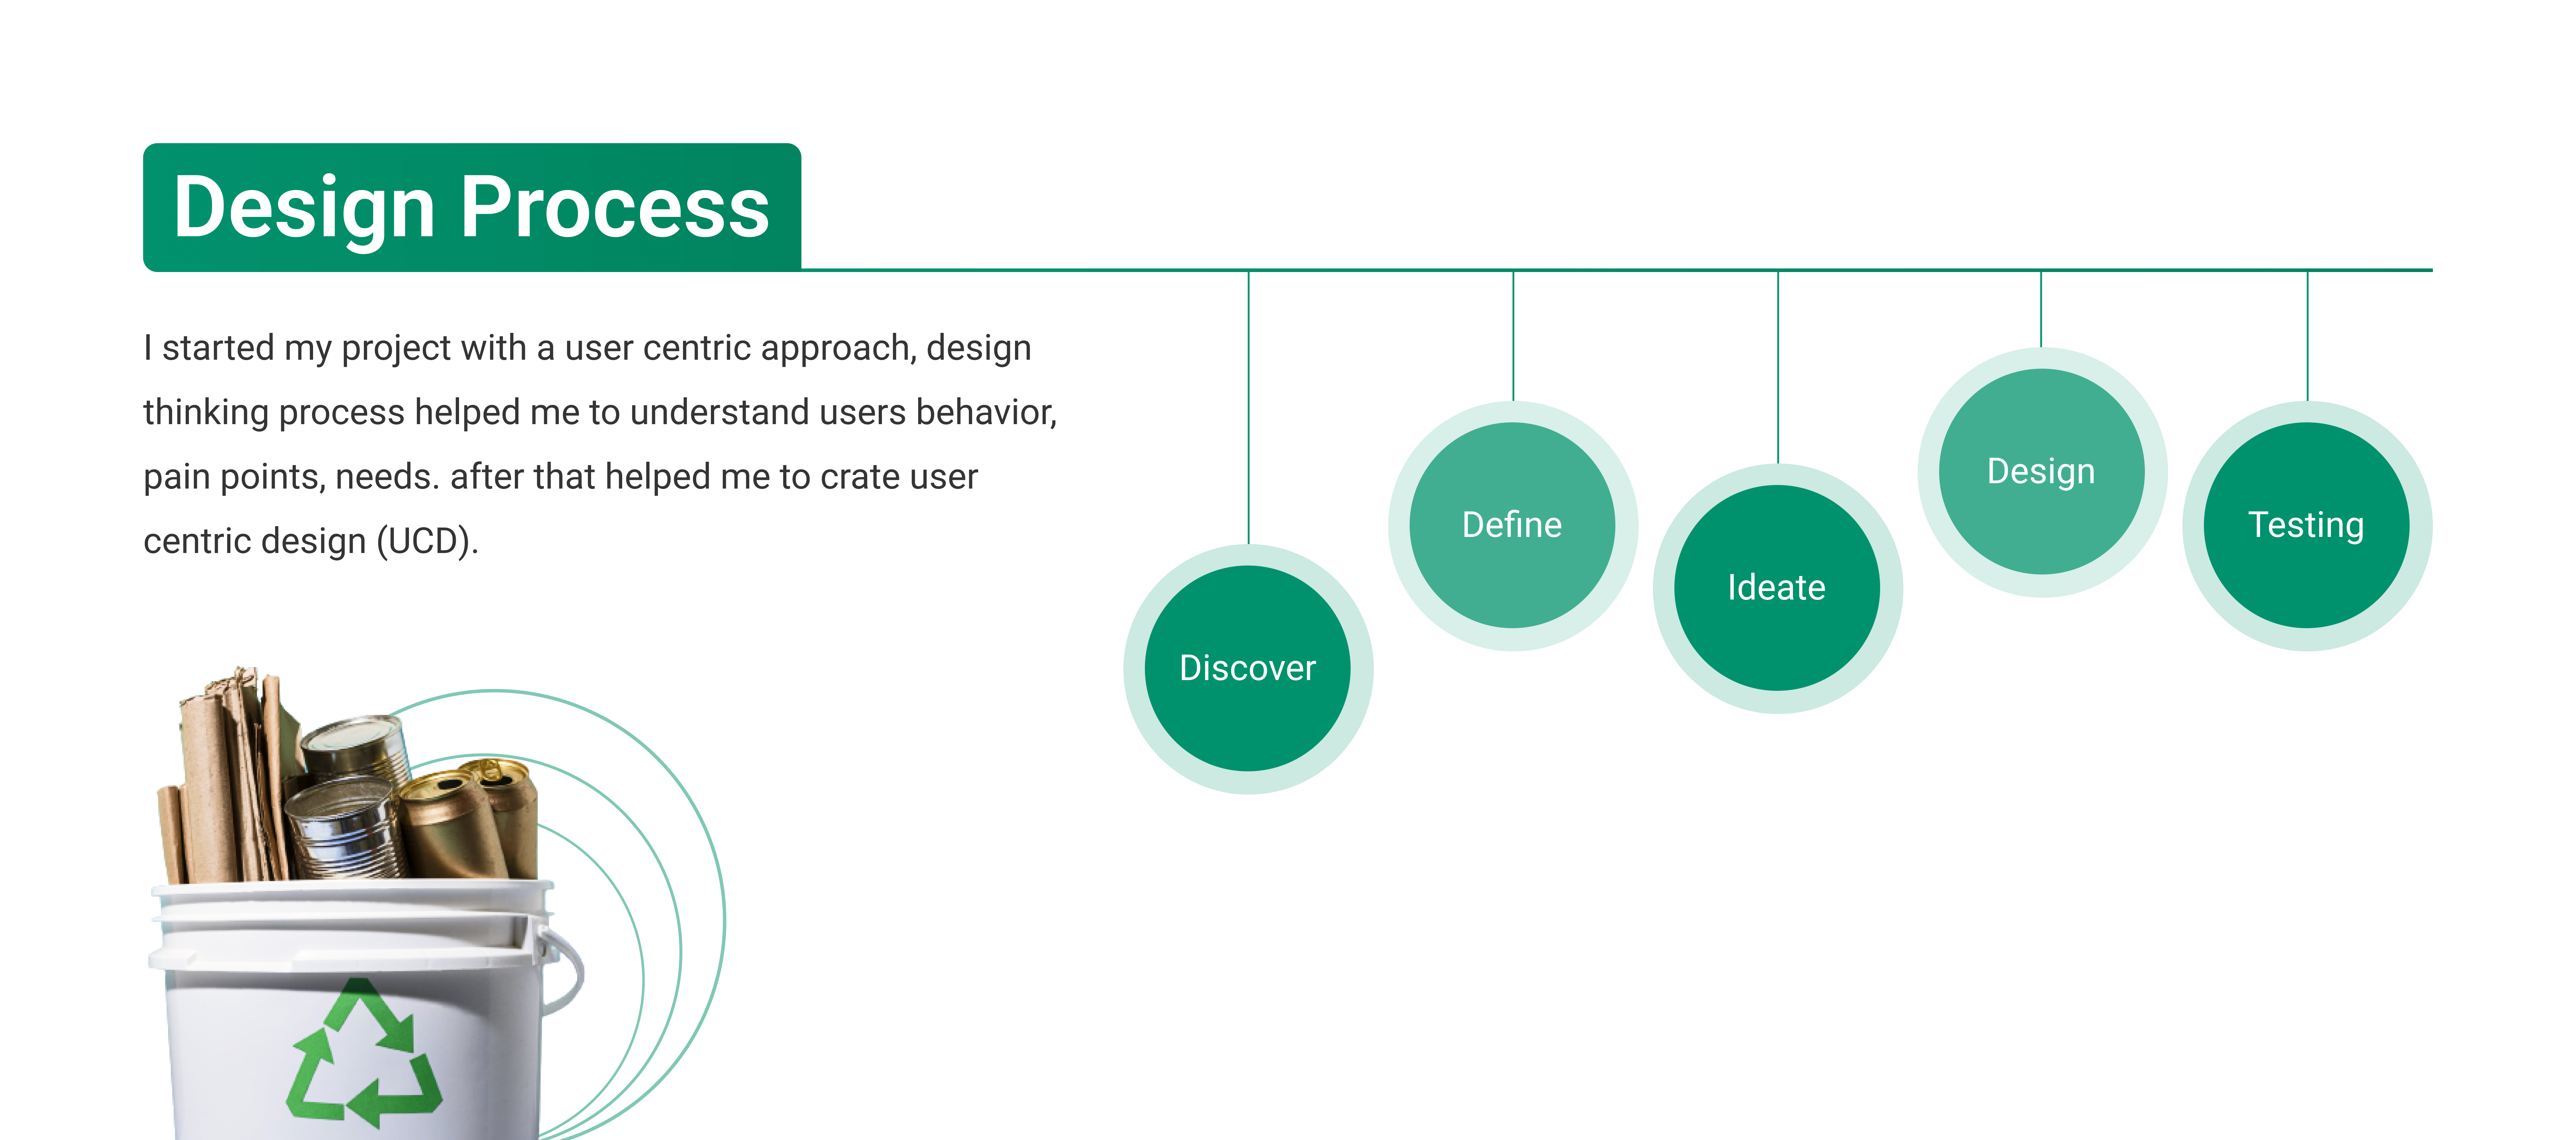 Design Process
I started my project with a user centric approach, design
thinking process helped me to understand users behavior,
pain points, needs. after that helped me to crate user
centric design (UCD).
Discover
Define
Ideate
Design
Testing